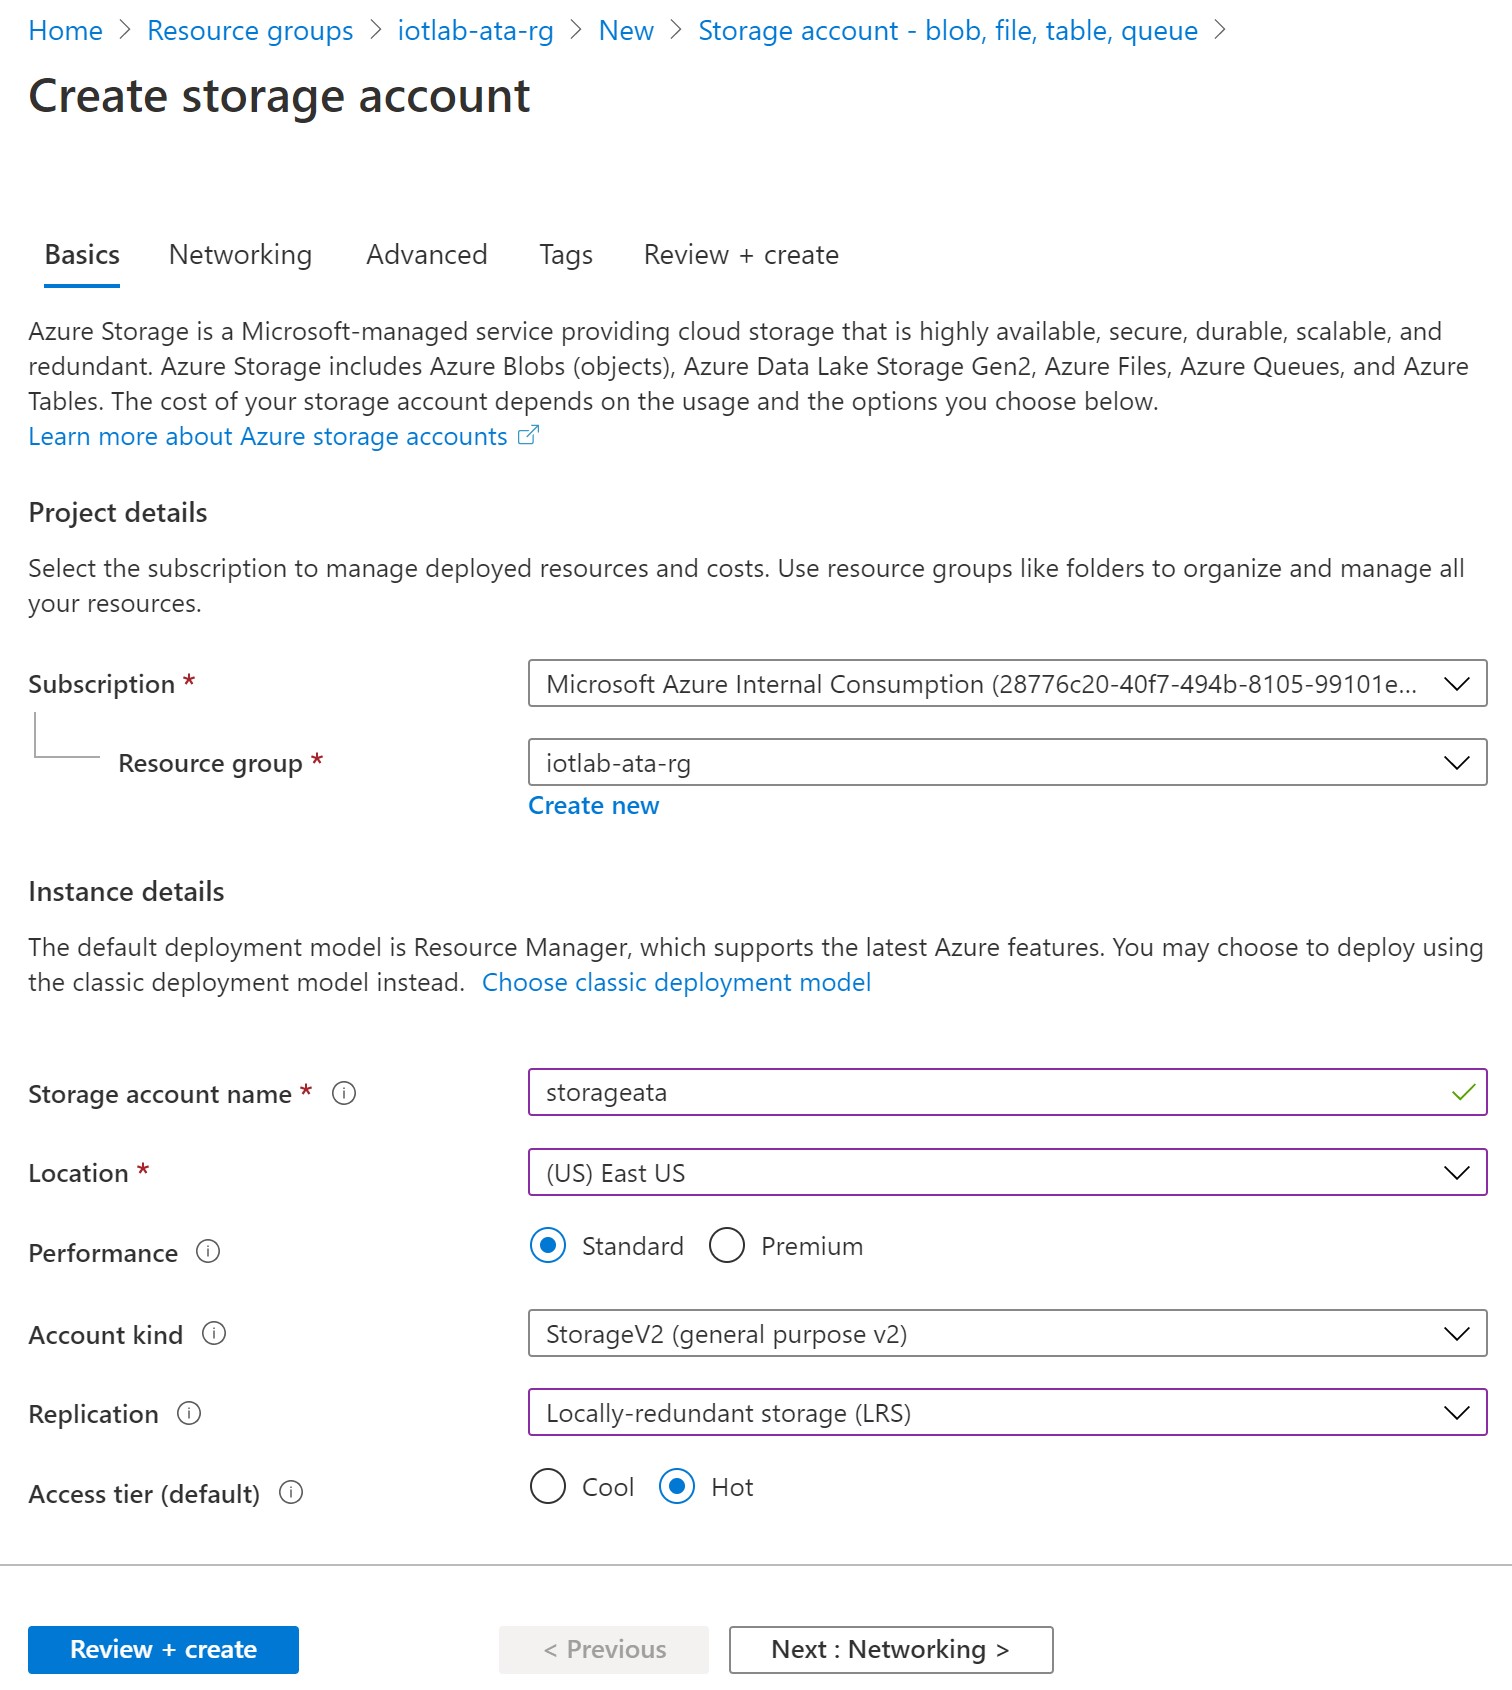 Home > Resource groups > iotlab-ata-rg > New > Storage account - blob, file, table, queue >
Create storage account
Basics Networking Advanced Tags Review + create
Azure Storage is a Microsoft-managed service providing cloud storage that is highly available, secure, durable, scalable, and
redundant. Azure Storage includes Azure Blobs (objects), Azure Data Lake Storage Gen2, Azure Files, Azure Queues, and Azure
Tables. The cost of your storage account depends on the usage and the options you choose below.
Learn more about Azure storage accounts
Project details
Select the subscription to manage deployed resources and costs. Use resource groups like folders to organize and manage all
your resources.
Subscription * Microsoft Azure Internal Consumption (28776c20-40f7-494b-8105-99101e...
Resource group * iotlab-ata-rg
Create new
Instance details
The default deployment model is Resource Manager, which supports the latest Azure features. You may choose to deploy using
the classic deployment model instead. Choose classic deployment model
Storage account name * storageata
Location * (US) East US
Performance Standard Premium
Account kind StorageV2 (general purpose v2)
Replication Locally-redundant storage (LRS)
Access tier (default) Cool Hot
Review + create < Previous Next : Networking >